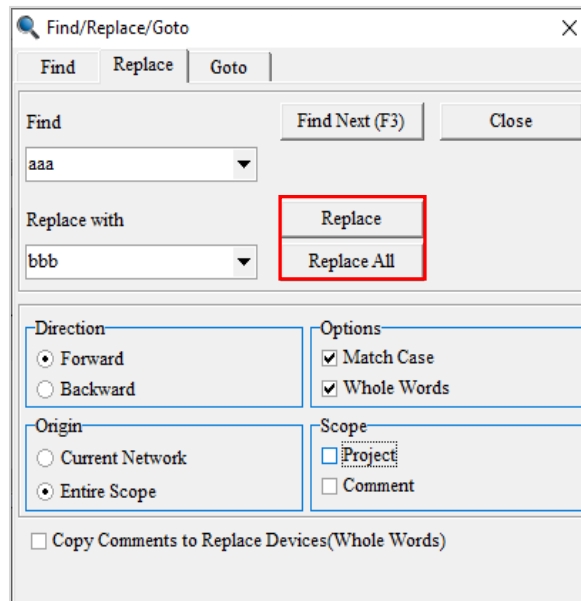 Find/Replace/Goto
Find Replace Goto
Find Find Next (F3) Close
aaa
Replace with Replace
bbb Replace All
Direction Options
Forward Match Case
Backward Whole Words
Origin Scope
Current Network Project
Entire Scope Comment
Copy Comments to Replace Devices(Whole Words)